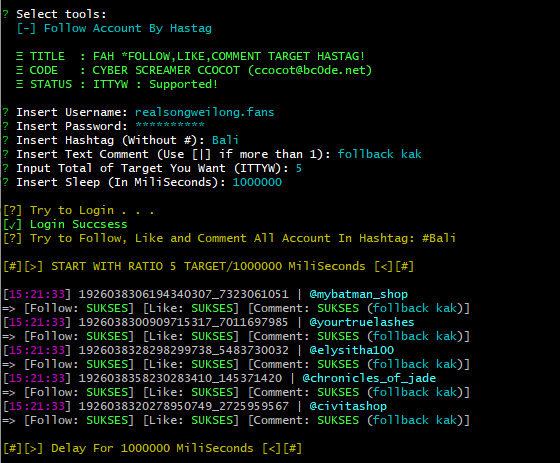 ? Select tools:
[-] Follow Account By Hastag
Ξ TITLE : FAH *FOLLOW,LIKE,COMMENT TARGET HASTAG!
Ξ CODE : CYBER SCREAMER CCOCOT (ccocot@bc0de.net)
Ξ STATUS : ITTYW : Supported!
? Insert Username: realsongweilong.fans
? Insert Password: **********
? Insert Hashtag (Without #): Bali
? Insert Text Comment (Use [|] if more than 1): follback kak
? Input Total of Target You Want (ITTYW): 5
? Insert Sleep (In MiliSeconds): 1000000
[?] Try to Login . . .
[√] Login Succsess
[?] Try to Follow, Like and Comment All Account In Hashtag: #Bali
[#][>] START WITH RATIO 5 TARGET/1000000 MiliSeconds [<][#]
[15:21:33] 1926038306194340307_7323061051 | @mybatman_shop
=> [Follow: SUKSES] [Like: SUKSES] [Comment: SUKSES (follback kak)]
[15:21:33] 1926038300909715317_7011697985 | @yourtruelashes
=> [Follow: SUKSES] [Like: SUKSES] [Comment: SUKSES (follback kak)]
[15:21:33] 1926038328298299738_5483730032 | @elysitha100
=> [Follow: SUKSES] [Like: SUKSES] [Comment: SUKSES (follback kak)]
[15:21:33] 1926038358230283410_145371420 | @chronicles_of_jade
=> [Follow: SUKSES] [Like: SUKSES] [Comment: SUKSES (follback kak)]
[15:21:33] 1926038320278950749_2725959567 | @civitashop
=> [Follow: SUKSES] [Like: SUKSES] [Comment: SUKSES (follback kak)]
[#][>] Delay For 1000000 MiliSeconds [<][#]